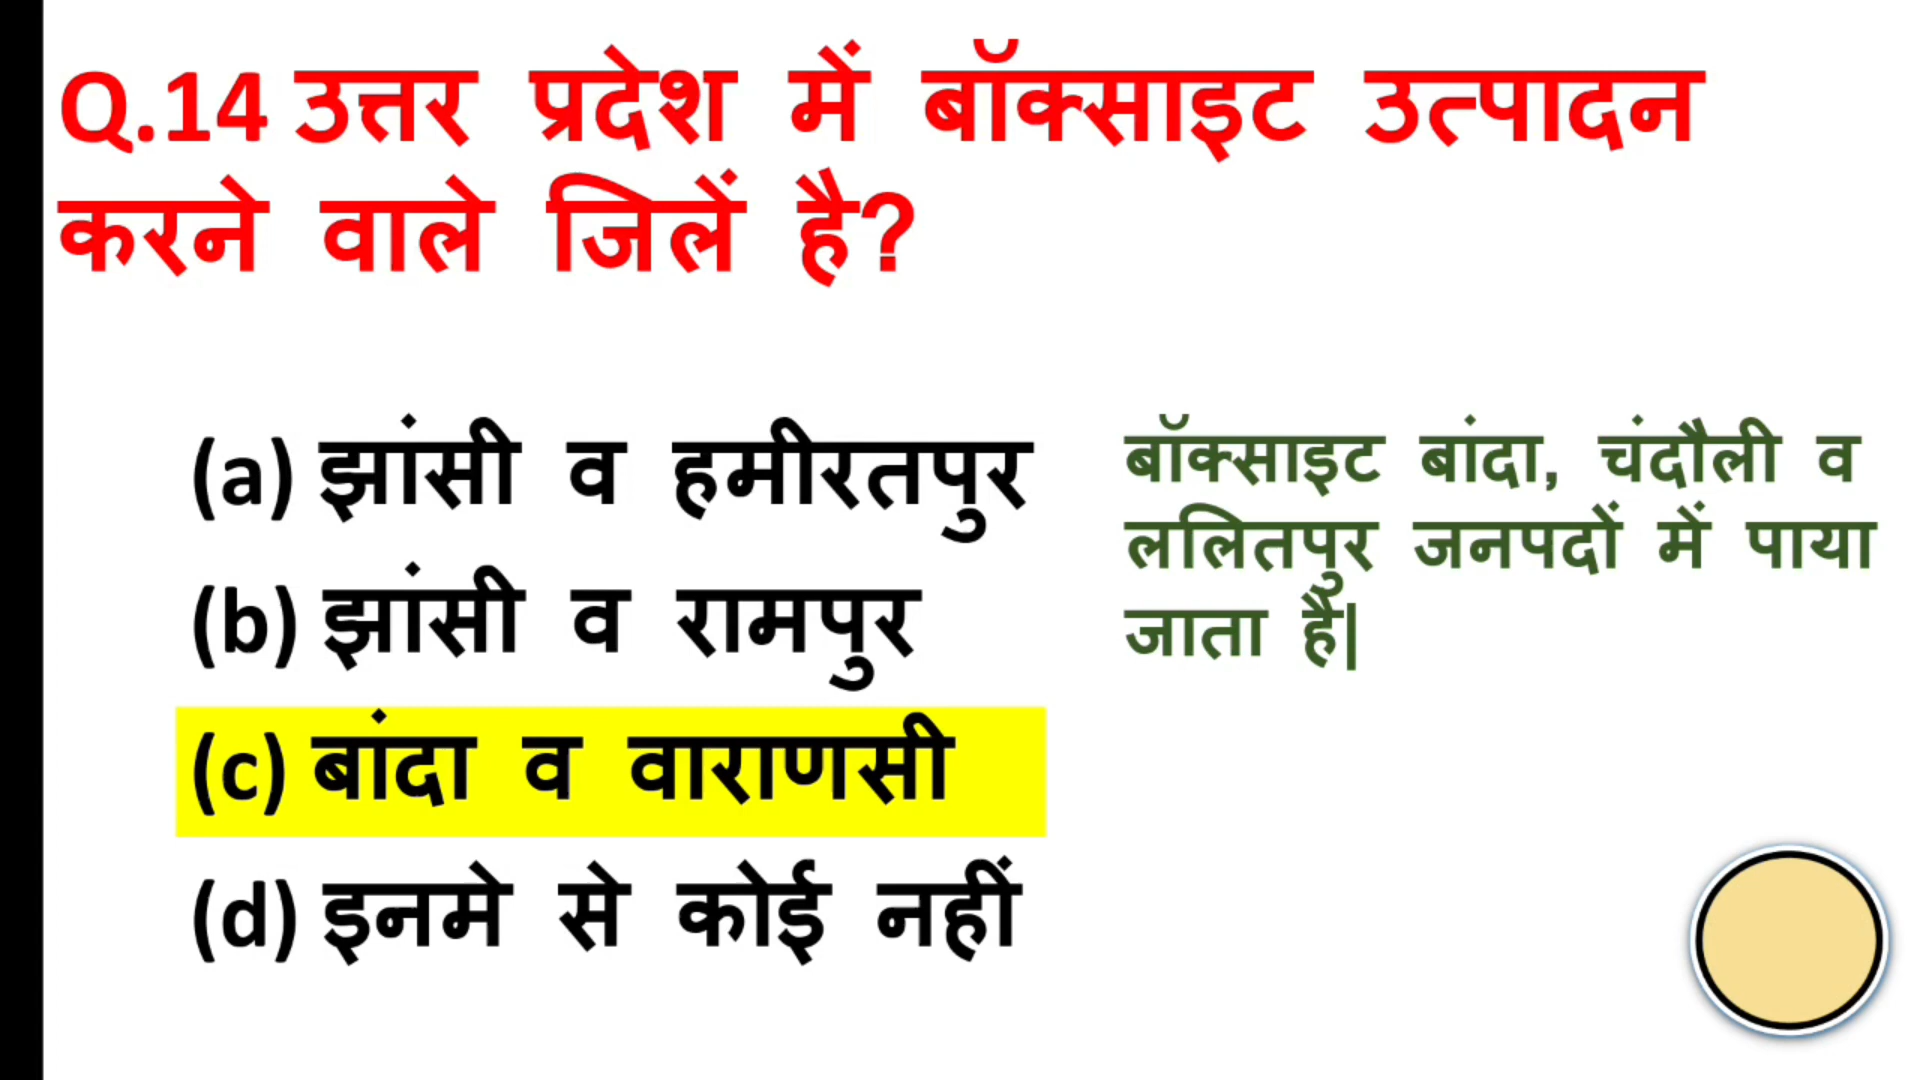 Q.14 उत्तर प्रदेश में बॉक्साइट उत्पादन
करने वाले जिलें है?
(a) झांसी व हमीरतपुर
(b) झांसी व रामपुर
(c) बांदा व वाराणसी
(d) इनमे से कोई नहीं
बॉक्साइट बांदा, चंदौली व
ललितपुर जनपदों में पाया
जाता हैं|